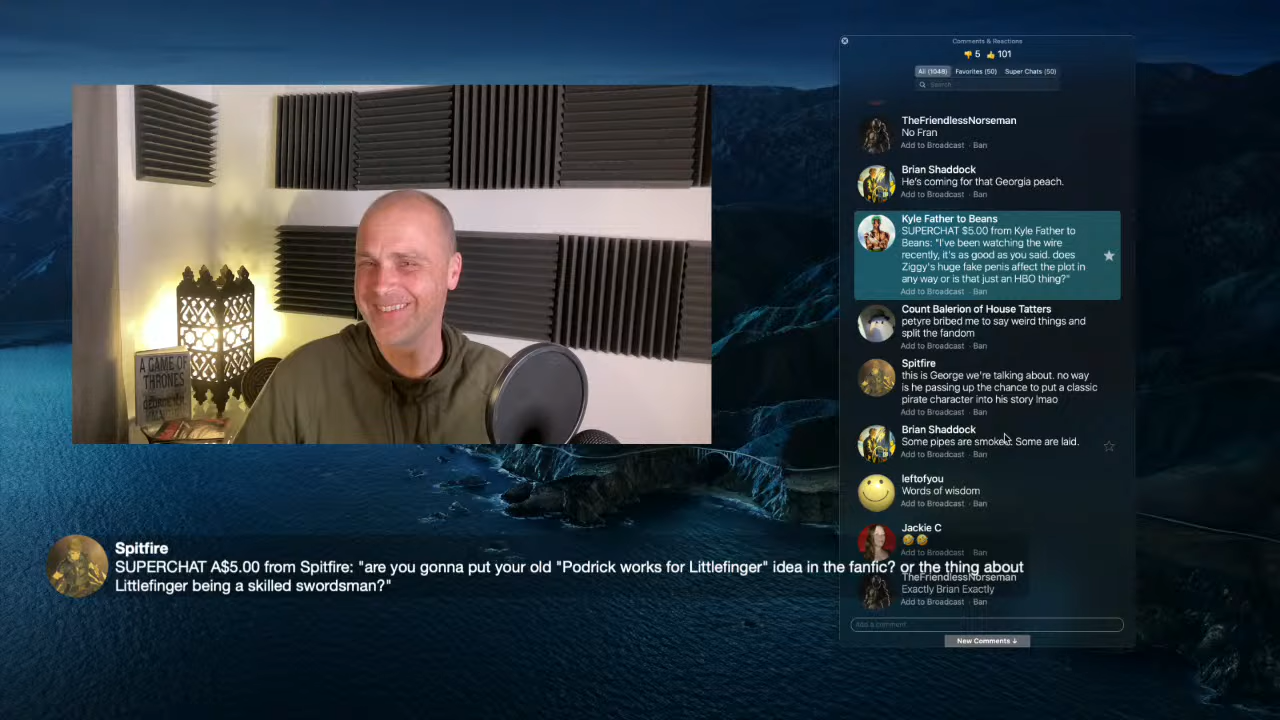 Comments & Reactions
👎 5 👍 101
All (1048) Favorites (50) Super Chats (50)
Search
TheFriendlessNorseman
No Fran
Add to Broadcast · Ban
Brian Shaddock
He's coming for that Georgia peach.
Add to Broadcast · Ban
Kyle Father to Beans
SUPERCHAT $5.00 from Kyle Father to
Beans: "I've been watching the wire
recently, it's as good as you said. does
Ziggy's huge fake penis affect the plot in
any way or is that just an HBO thing?"
Add to Broadcast · Ban
Count Balerion of House Tatters
petyre bribed me to say weird things and
split the fandom
Add to Broadcast · Ban
Spitfire
this is George we're talking about. no way
is he passing up the chance to put a classic
pirate character into his story lmao
Add to Broadcast · Ban
Brian Shaddock
Some pipes are smoked. Some are laid.
Add to Broadcast · Ban
leftofyou
Words of wisdom
Add to Broadcast · Ban
Jackie C
🤣🤣
Add to Broadcast · Ban
TheFriendlessNorseman
Exactly Brian Exactly
Add to Broadcast · Ban
Add a comment
New Comments ↓
A GAME OF
THRONES
Spitfire
SUPERCHAT A$5.00 from Spitfire: "are you gonna put your old "Podrick works for Littlefinger" idea in the fanfic? or the thing about
Littlefinger being a skilled swordsman?"